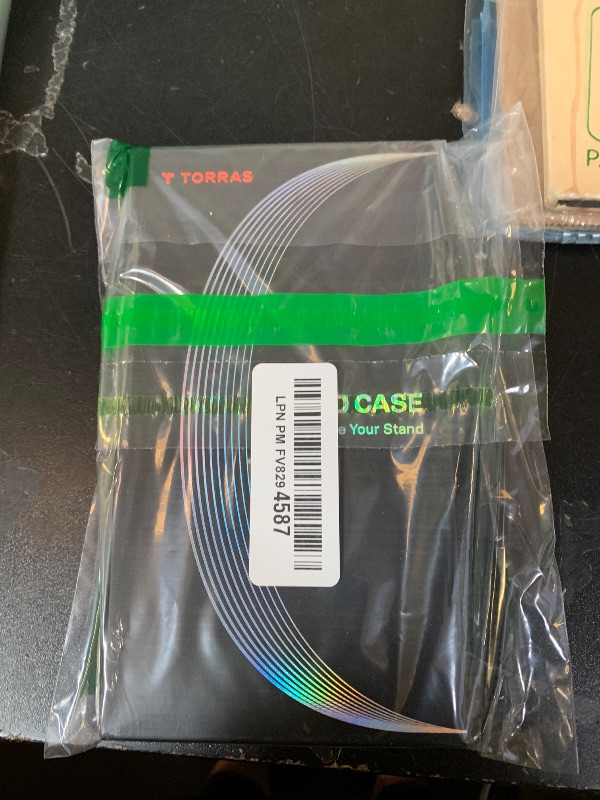 TORRAS
CASE
Your Stand
LPN PM FV829 4587
P